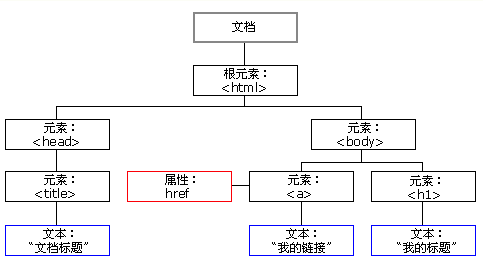 文档
根元素：
<html>
元素：
<head>
元素：
<body>
元素：
<title>
属性：
href
元素：
<a>
元素：
<h1>
文本：
“文档标题”
文本：
“我的链接”
文本：
“我的标题”